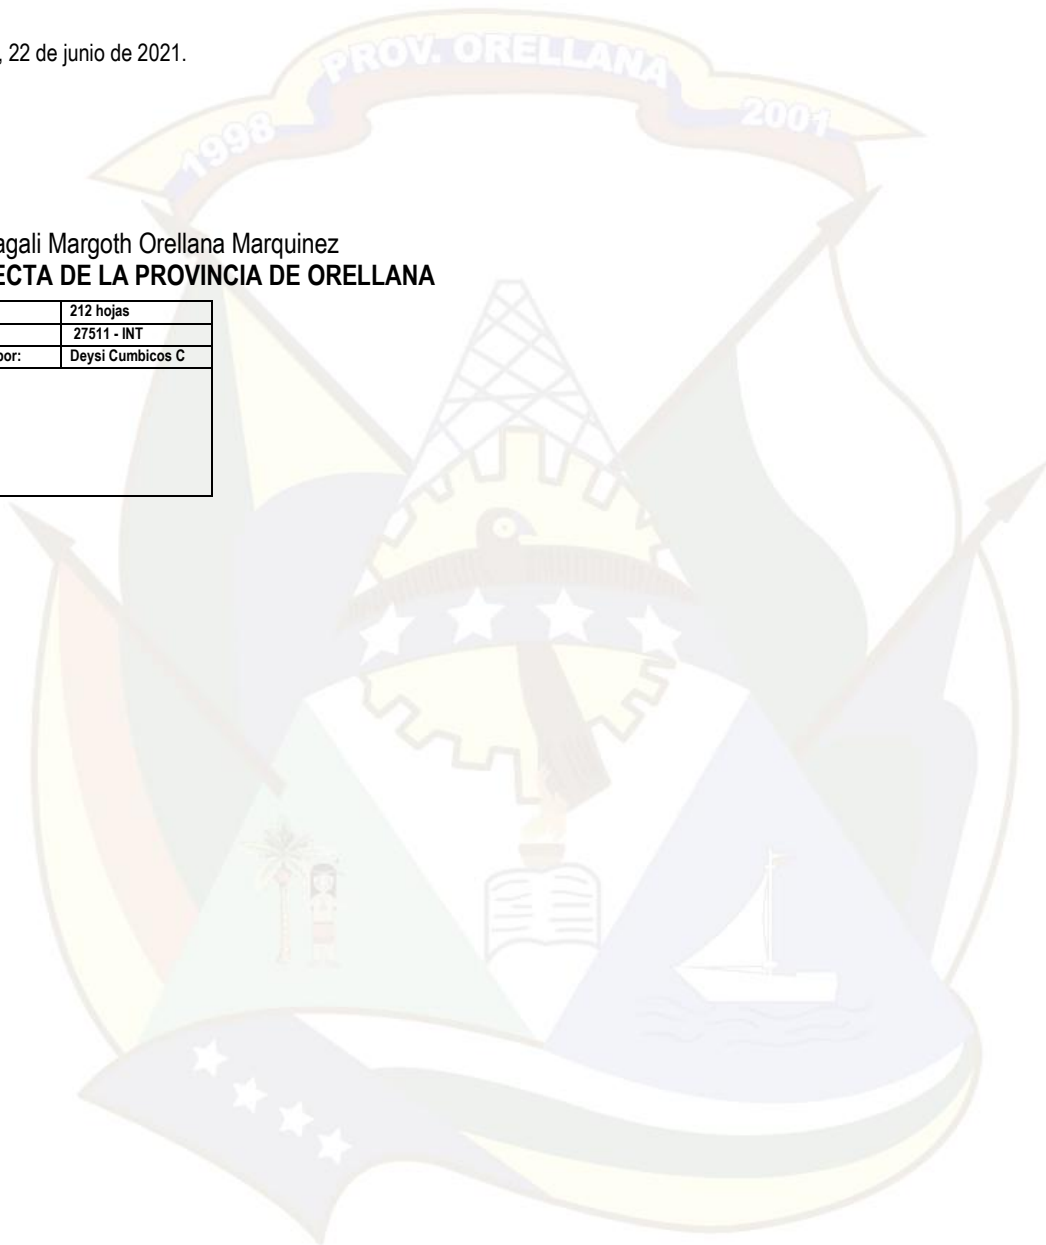 PROV. ORELLANA
1998
2001
, 22 de junio de 2021.
agali Margoth Orellana Marquinez
ECTA DE LA PROVINCIA DE ORELLANA
212 hojas
27511 - INT
por: Deysi Cumbicos C